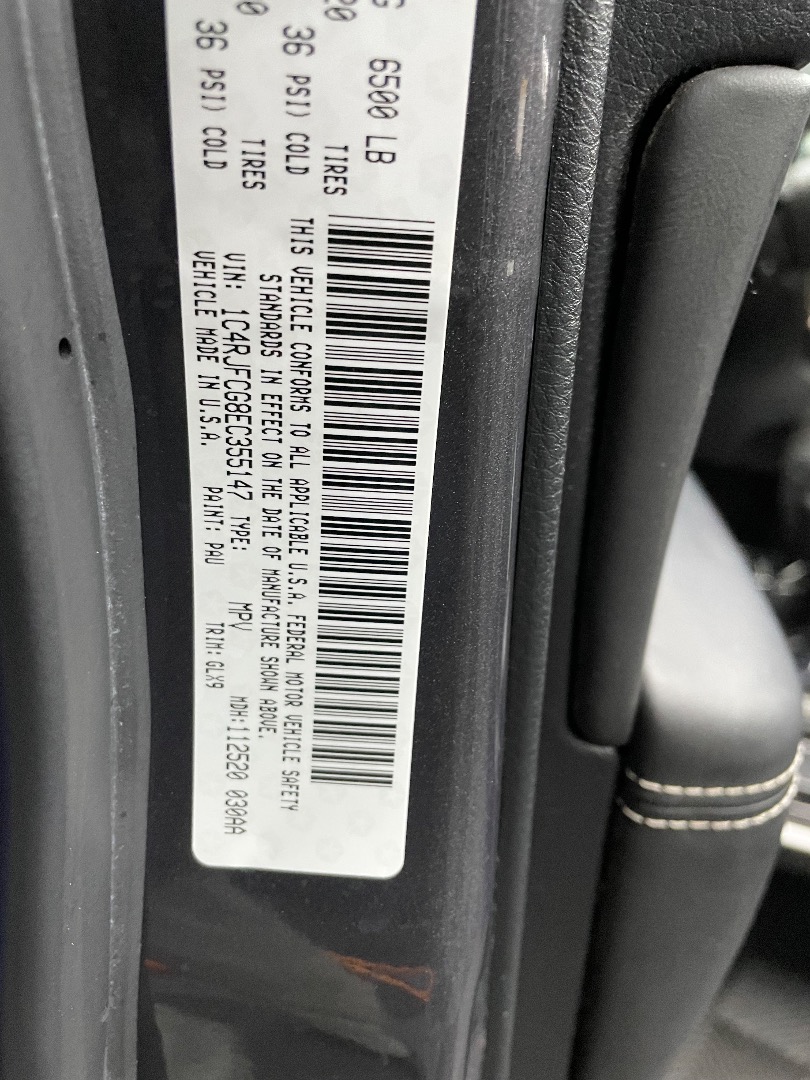 G 6500 LB
20 TIRES
36 PSI) COLD
0 TIRES
36 PSI) COLD
THIS VEHICLE CONFORMS TO ALL APPLICABLE U.S.A. FEDERAL MOTOR VEHICLE SAFETY
STANDARDS IN EFFECT ON THE DATE OF MANUFACTURE SHOWN ABOVE.
VIN: 1C4RJFCG8EC355147 TYPE: MPV MDH:112520 030AA
VEHICLE MADE IN U.S.A. PAINT: PAU TRIM: GLX9